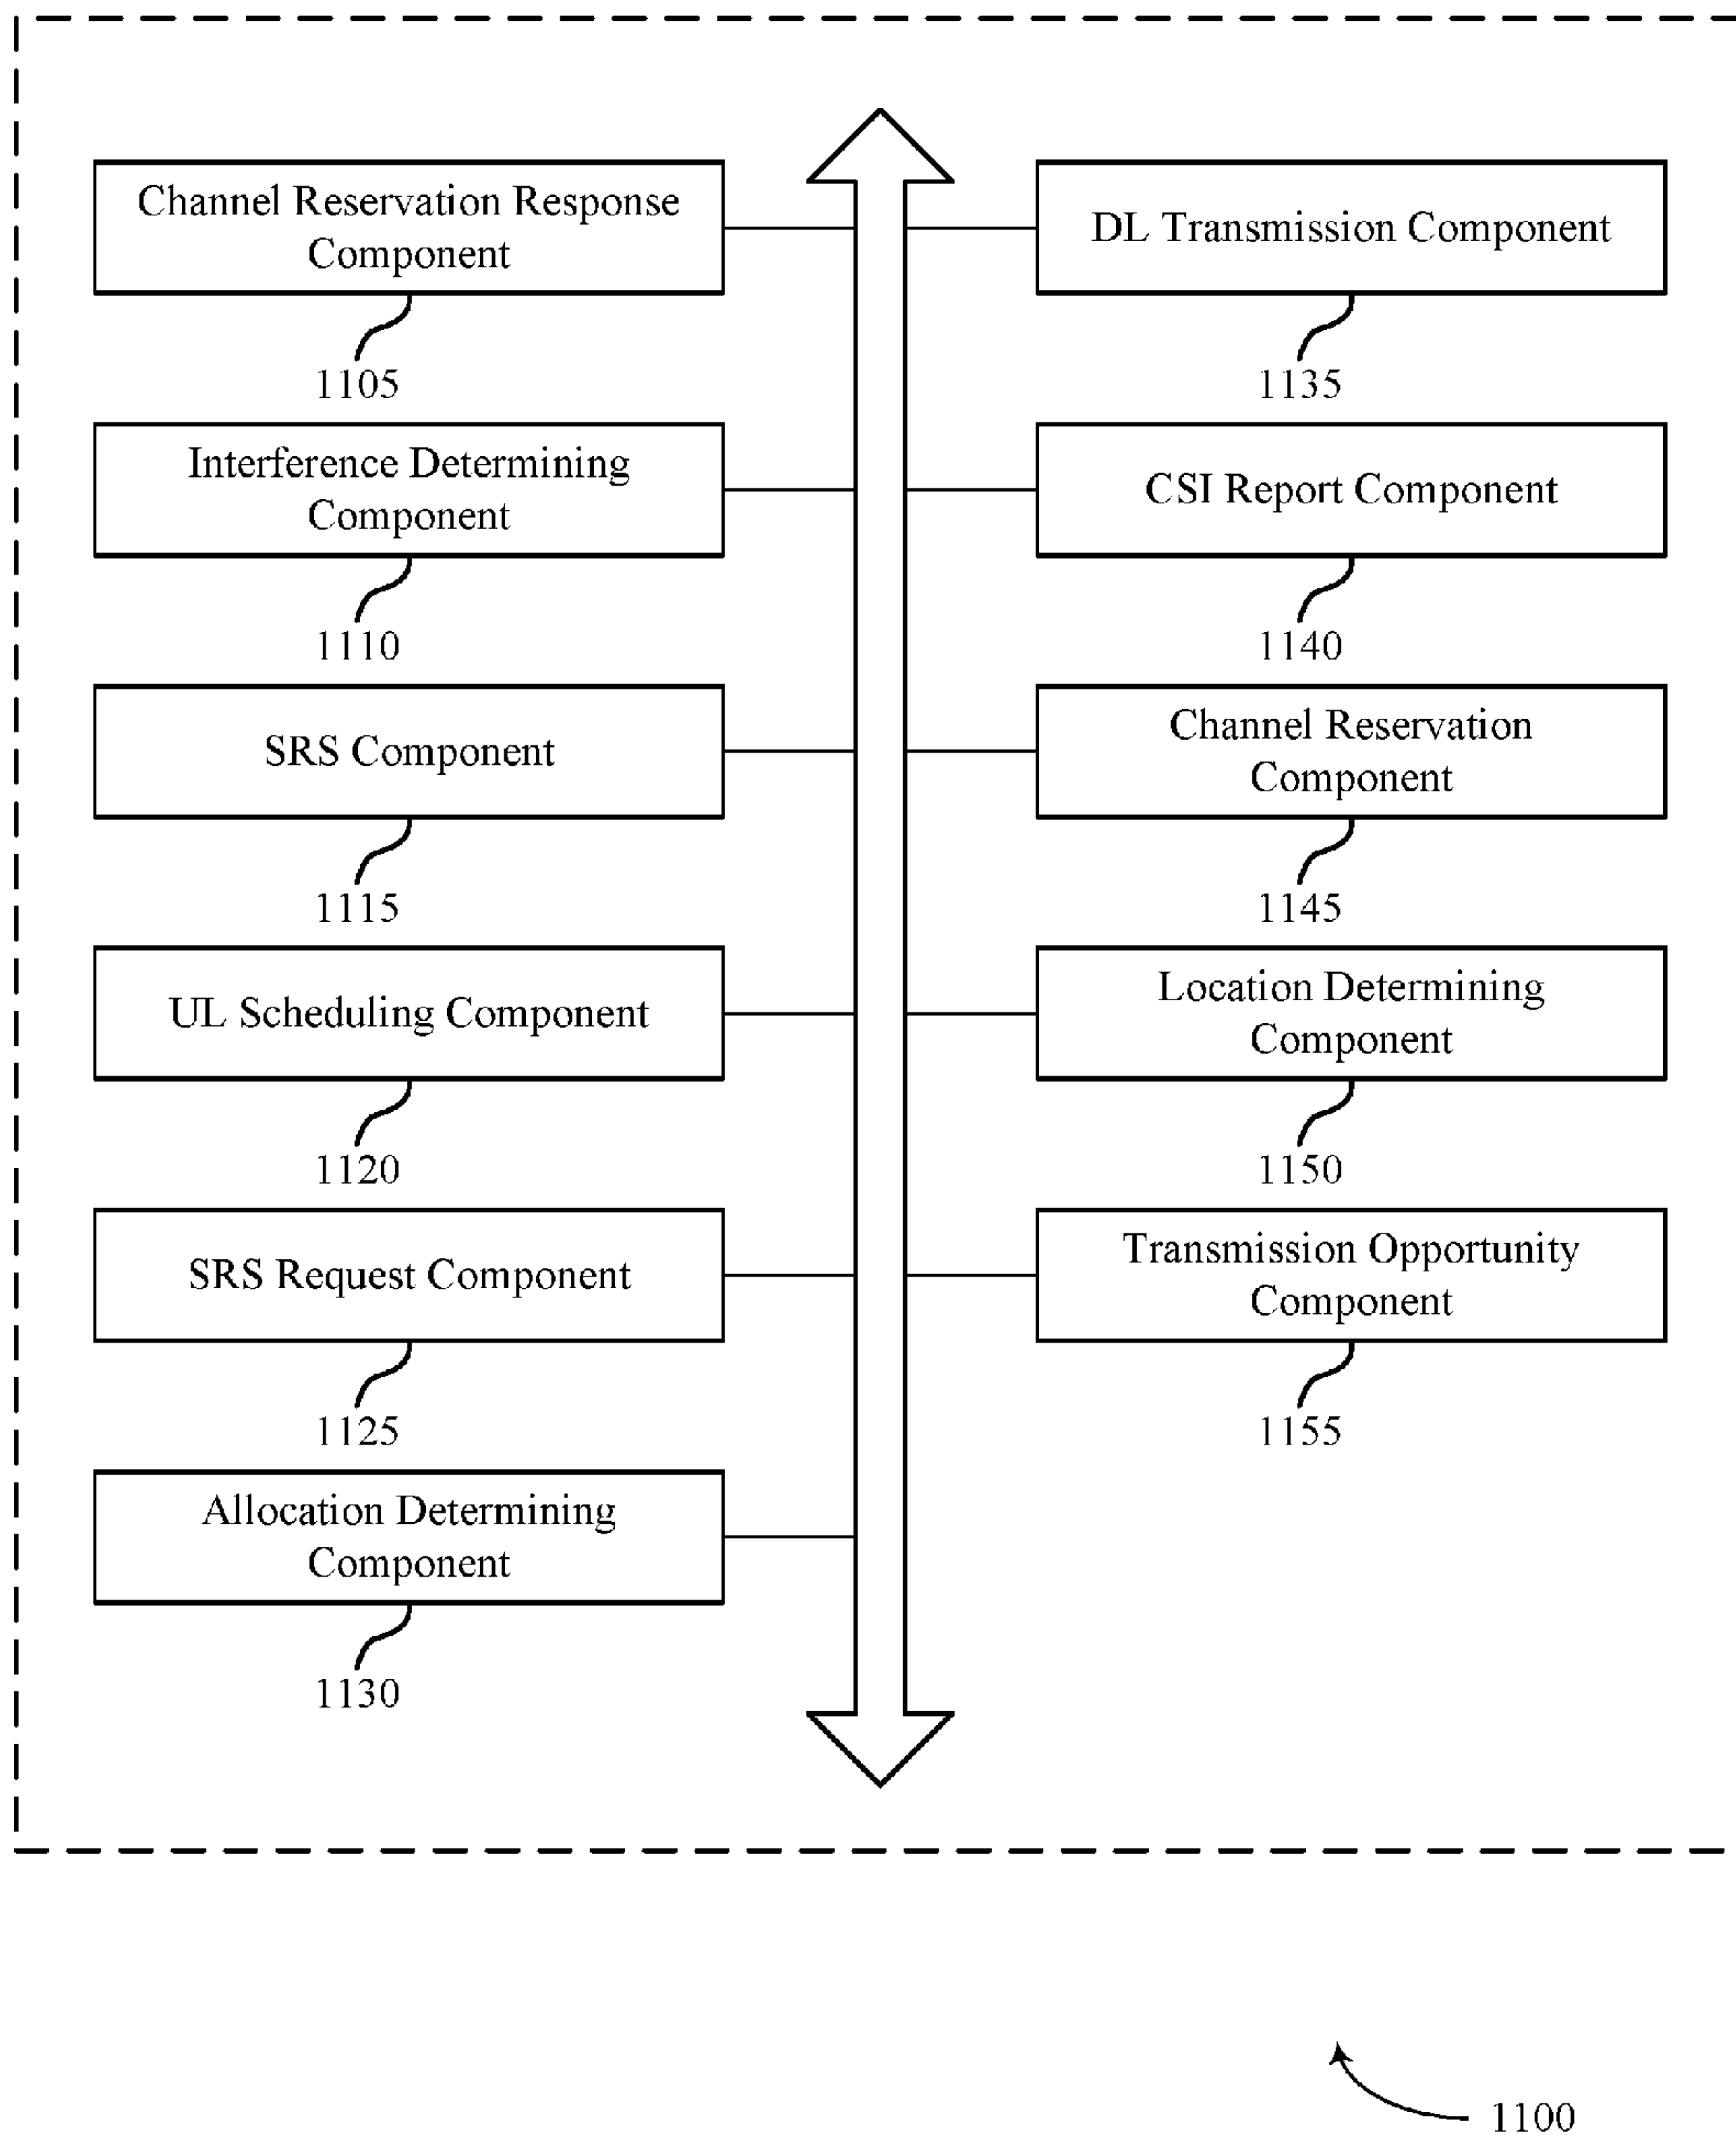 Channel Reservation Response
Component
1105
Interference Determining
Component
1110
SRS Component
1115
UL Scheduling Component
1120
SRS Request Component
1125
Allocation Determining
Component
1130
DL Transmission Component
1135
CSI Report Component
1140
Channel Reservation
Component
1145
Location Determining
Component
1150
Transmission Opportunity
Component
1155
1100